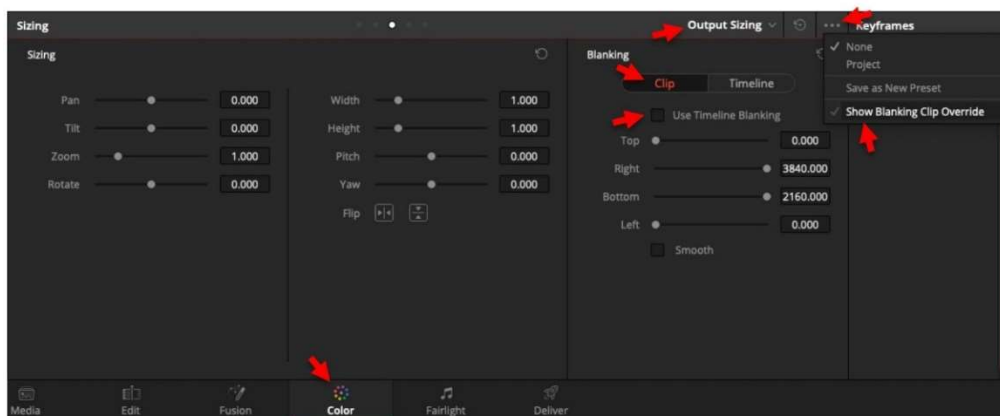 Sizing
Output Sizing
Keyframes
Sizing
Pan 0.000
Tilt 0.000
Zoom 1.000
Rotate 0.000
Width 1.000
Height 1.000
Pitch 0.000
Yaw 0.000
Flip
Blanking
Clip Timeline
Use Timeline Blanking
Top 0.000
Right 3840.000
Bottom 2160.000
Left 0.000
Smooth
None
Project
Save as New Preset
Show Blanking Clip Override
Media Edit Fusion Color Fairlight Deliver